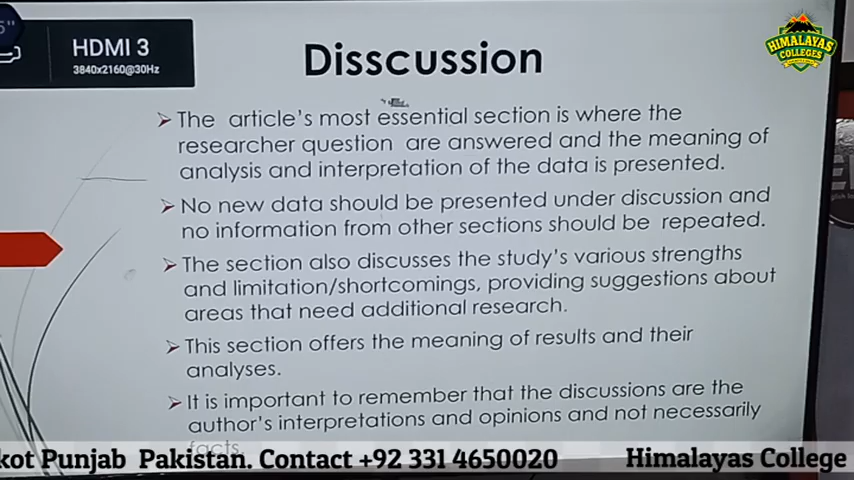 HDMI 3
3840x2160@30Hz
HIMALAYAS
COLLEGES
Disscussion
The article's most essential section is where the
researcher question are answered and the meaning of
analysis and interpretation of the data is presented.
No new data should be presented under discussion and
no information from other sections should be repeated.
The section also discusses the study's various strengths
and limitation/shortcomings, providing suggestions about
areas that need additional research.
This section offers the meaning of results and their
analyses.
It is important to remember that the discussions are the
author's interpretations and opinions and not necessarily
facts.
kot Punjab Pakistan. Contact +92 331 4650020 Himalayas College